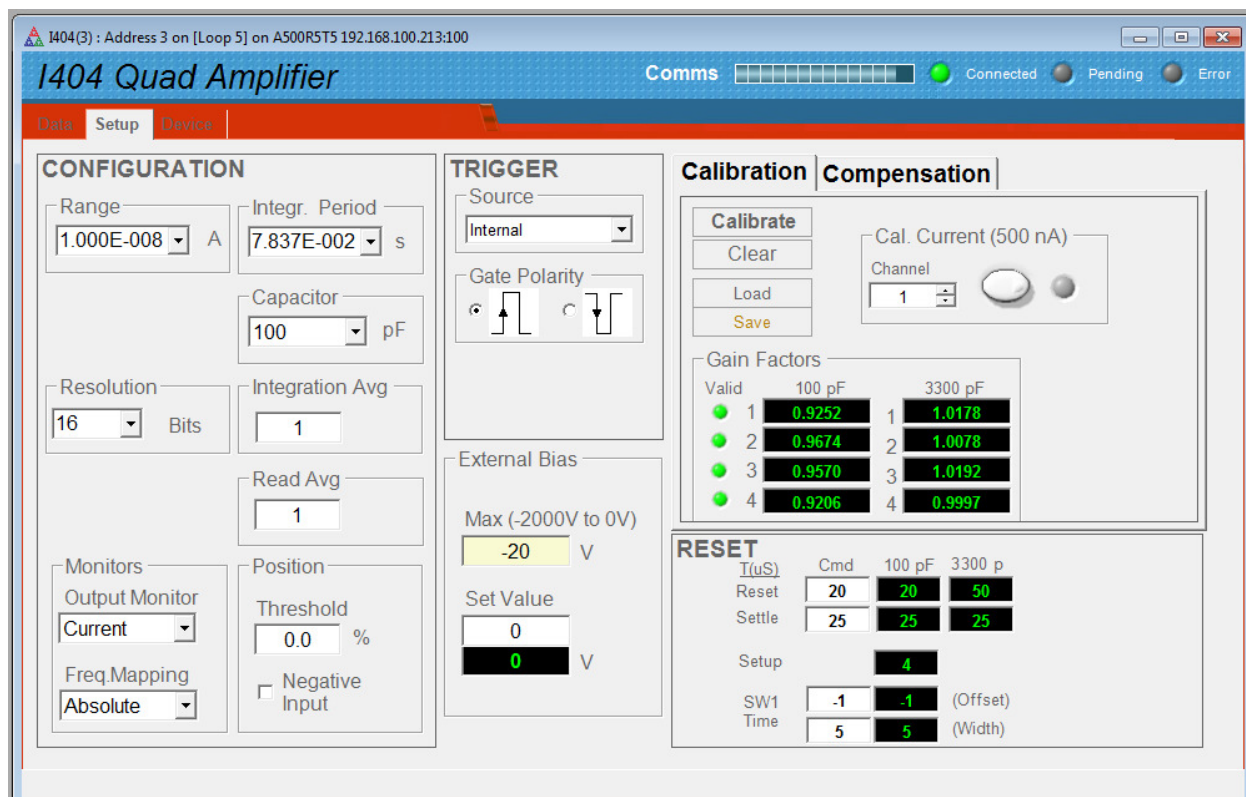 I404(3) : Address 3 on [Loop 5] on A500R5T5 192.168.100.213:100
I404 Quad Amplifier
Comms
Connected
Pending
Error
Data
Setup
Device
CONFIGURATION
Range
1.000E-008 A
Integr. Period
7.837E-002 s
Capacitor
100 pF
Resolution
16 Bits
Integration Avg
1
Read Avg
1
Monitors
Output Monitor
Current
Freq.Mapping
Absolute
Position
Threshold
0.0 %
Negative
Input
TRIGGER
Source
Internal
Gate Polarity
External Bias
Max (-2000V to 0V)
-20 V
Set Value
0
0 V
Calibration
Compensation
Calibrate
Clear
Load
Save
Cal. Current (500 nA)
Channel
1
Gain Factors
Valid 100 pF 3300 pF
1 0.9252 1 1.0178
2 0.9674 2 1.0078
3 0.9570 3 1.0192
4 0.9206 4 0.9997
RESET
T(uS) Cmd 100 pF 3300 p
Reset 20 20 50
Settle 25 25 25
Setup 4
SW1 -1 -1 (Offset)
Time 5 5 (Width)